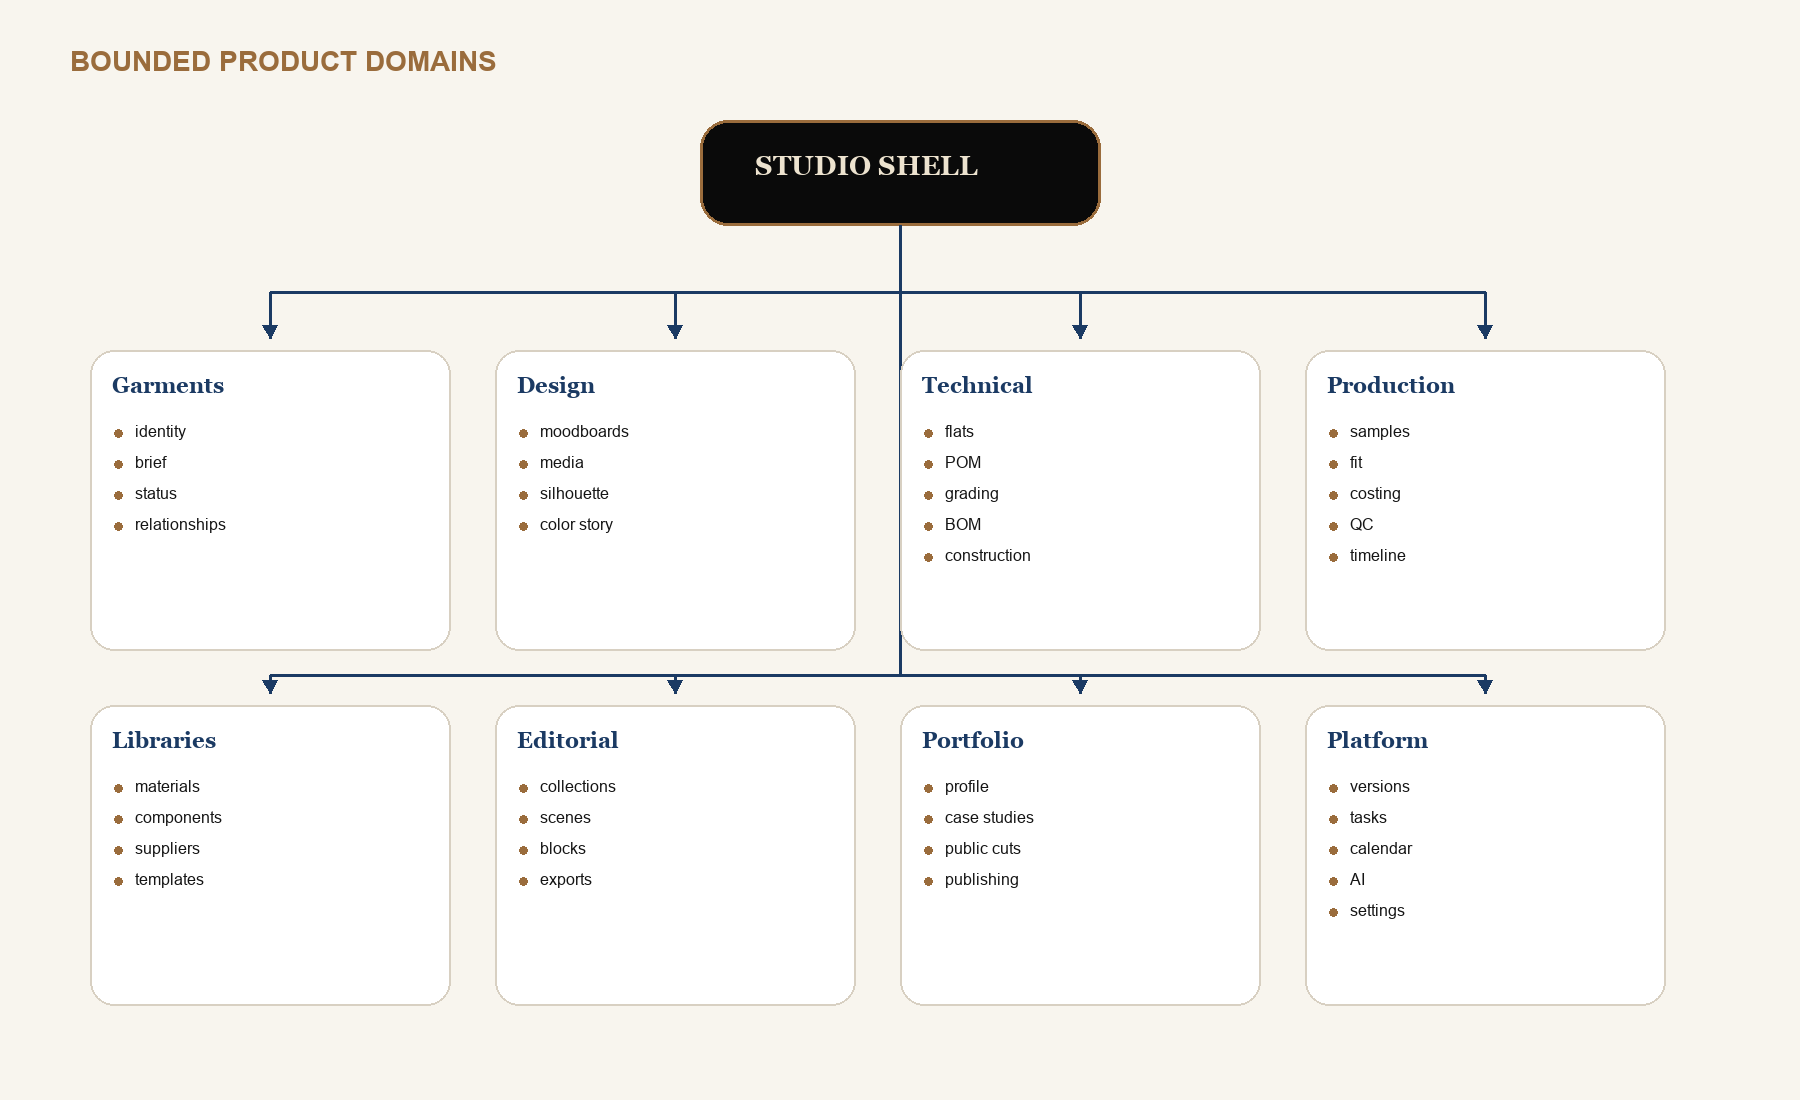 BOUNDED PRODUCT DOMAINS
STUDIO SHELL
Garments
identity
brief
status
relationships
Design
moodboards
media
silhouette
color story
Technical
flats
POM
grading
BOM
construction
Production
samples
fit
costing
QC
timeline
Libraries
materials
components
suppliers
templates
Editorial
collections
scenes
blocks
exports
Portfolio
profile
case studies
public cuts
publishing
Platform
versions
tasks
calendar
AI
settings